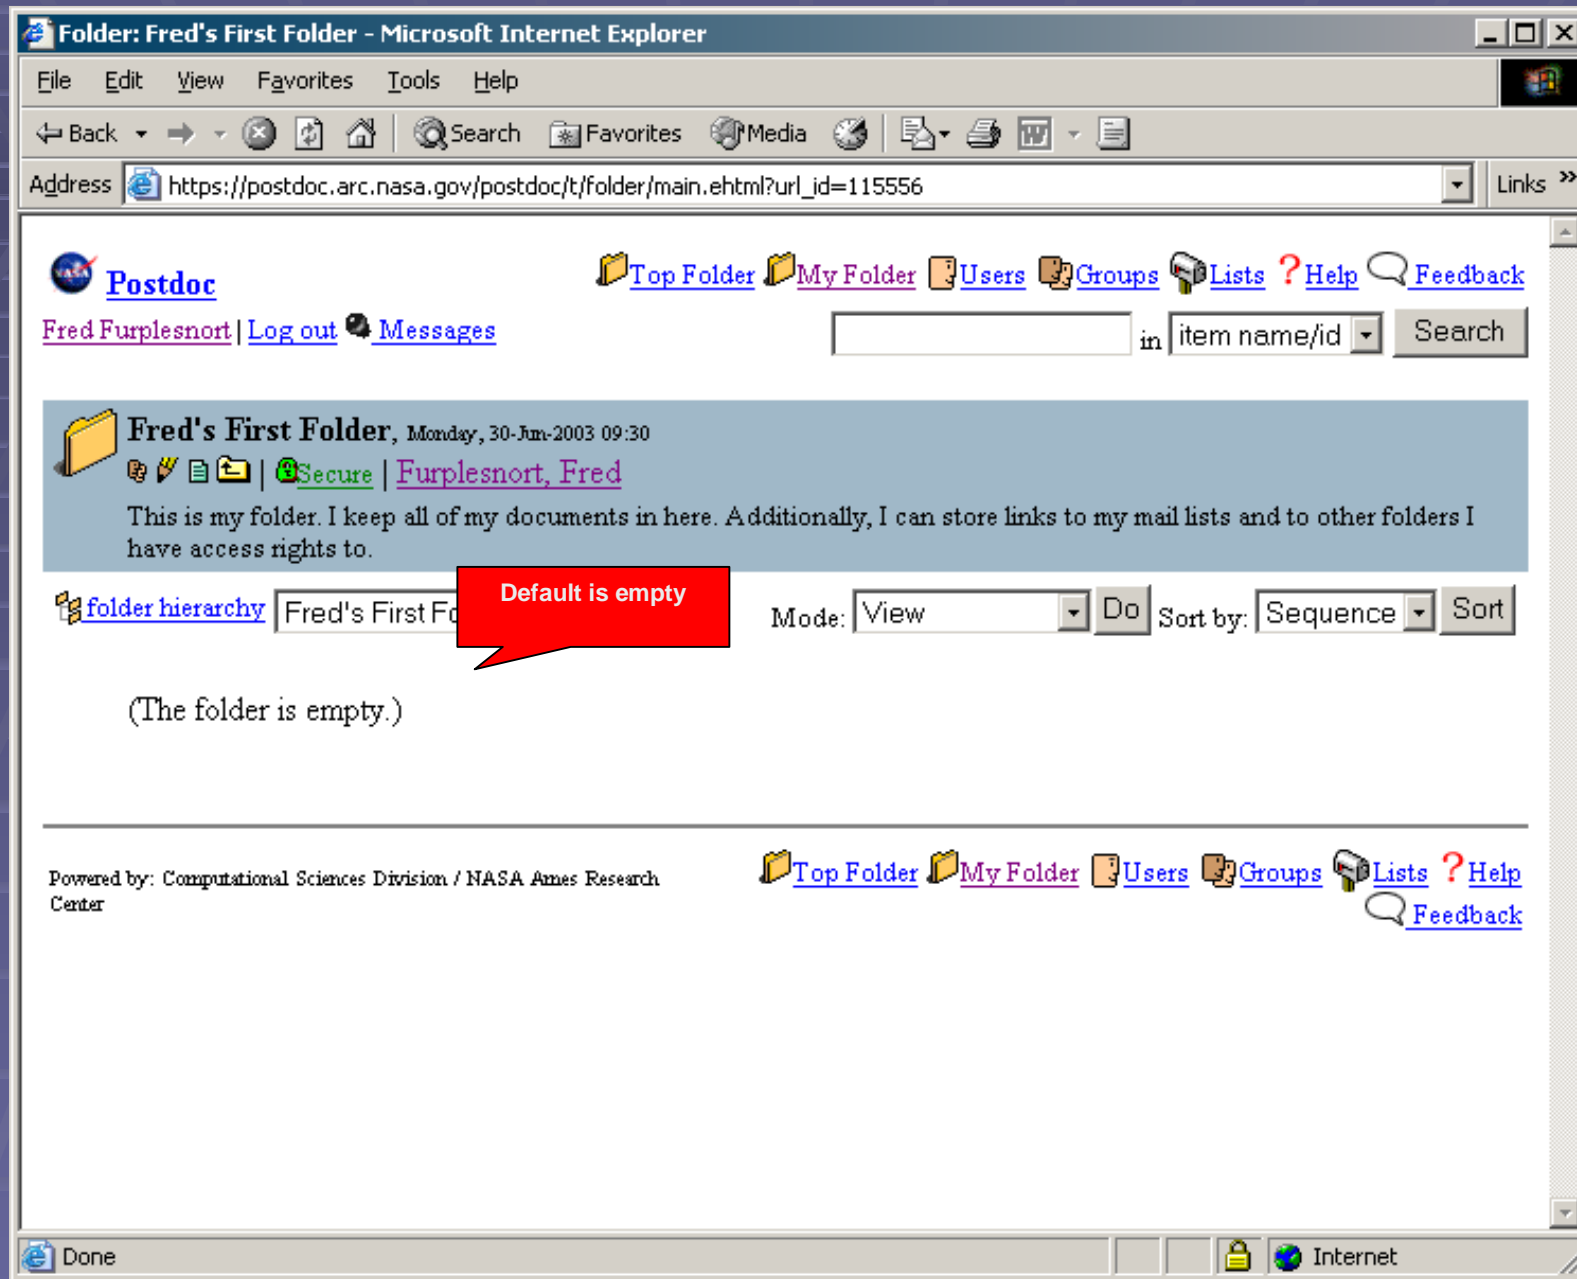 Folder: Fred's First Folder - Microsoft Internet Explorer
File Edit View Favorites Tools Help
Back Search Favorites Media
Address https://postdoc.arc.nasa.gov/postdoc/t/folder/main.ehtml?url_id=115556 Links »
NASA Postdoc Top Folder My Folder Users Groups Lists ? Help Feedback
Fred Furplesnort | Log out Messages in item name/id Search
Fred's First Folder, Monday, 30-Jun-2003 09:30
| Secure | Furplesnort, Fred
This is my folder. I keep all of my documents in here. Additionally, I can store links to my mail lists and to other folders I
have access rights to.
Default is empty
folder hierarchy Fred's First Fo Mode: View Do Sort by: Sequence Sort
(The folder is empty.)
Powered by: Computational Sciences Division / NASA Ames Research
Center
Top Folder My Folder Users Groups Lists ? Help
Feedback
Done Internet